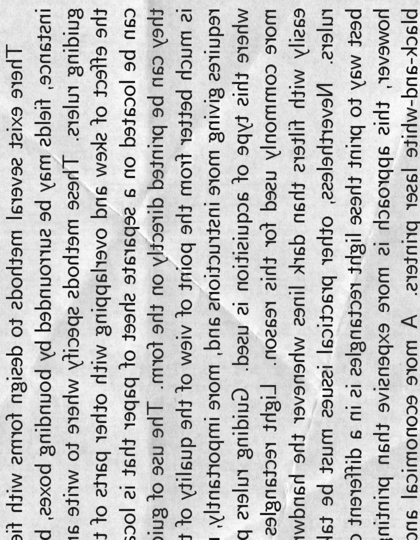 There exist several methods to design forms with fie
instance, fields may be surrounded by bounding boxes, b
guiding rulers. These methods specify where to write an
the effect of skew and overlapping with other parts of t
can be located on a separate sheet of paper that is locat
they can be printed directly on the form. The use of guid
is much better from the point of view of the quality of t
purposes giving more instructions and, more importantly,
where this type of acquisition is used. Guiding rulers p
more commonly used for this reason. Light rectangles
easily with filters than dark lines whenever the handwri
rulers. Nevertheless, other practical issues must be tak
best way to print these light rectangles is in a different c
however, this approach is more expensive than printing
black-and-white laser printers. A more economical an